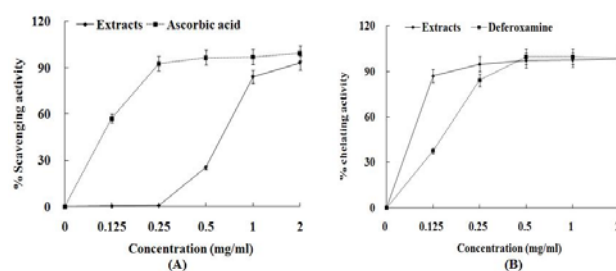 Extracts Ascorbic acid
120
90
60
30
0
% Scavenging activity
0 0.125 0.25 0.5 1 2
Concentration (mg/ml)
(A)
Extracts Deferoxamine
120
90
60
30
0
% chelating activity
0 0.125 0.25 0.5 1
Concentration (mg/ml)
(B)